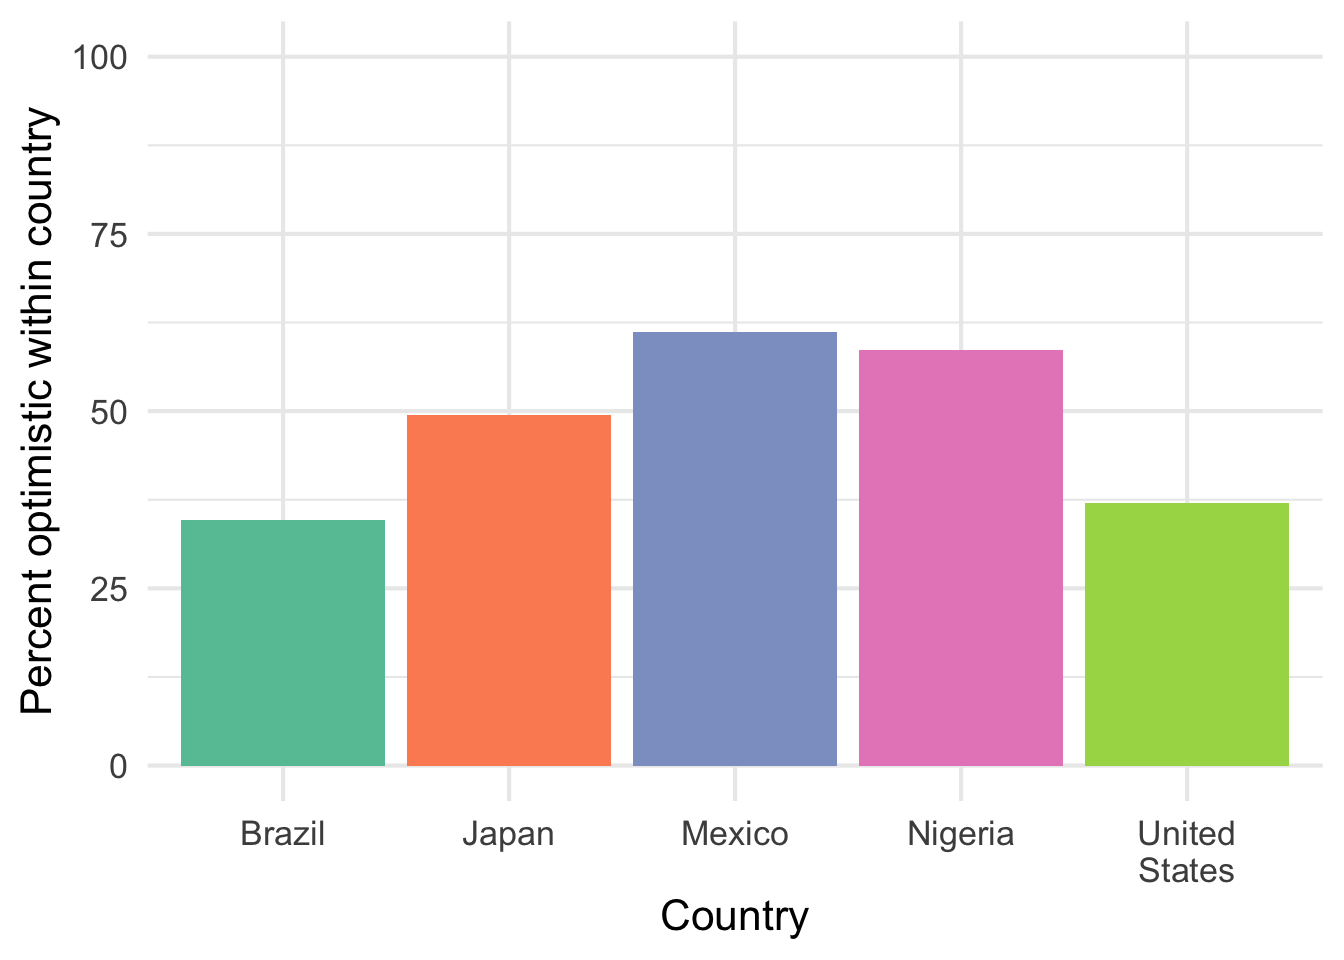 100
75
50
25
0
Percent optimistic within country
Brazil
Japan
Mexico
Nigeria
United
States
Country